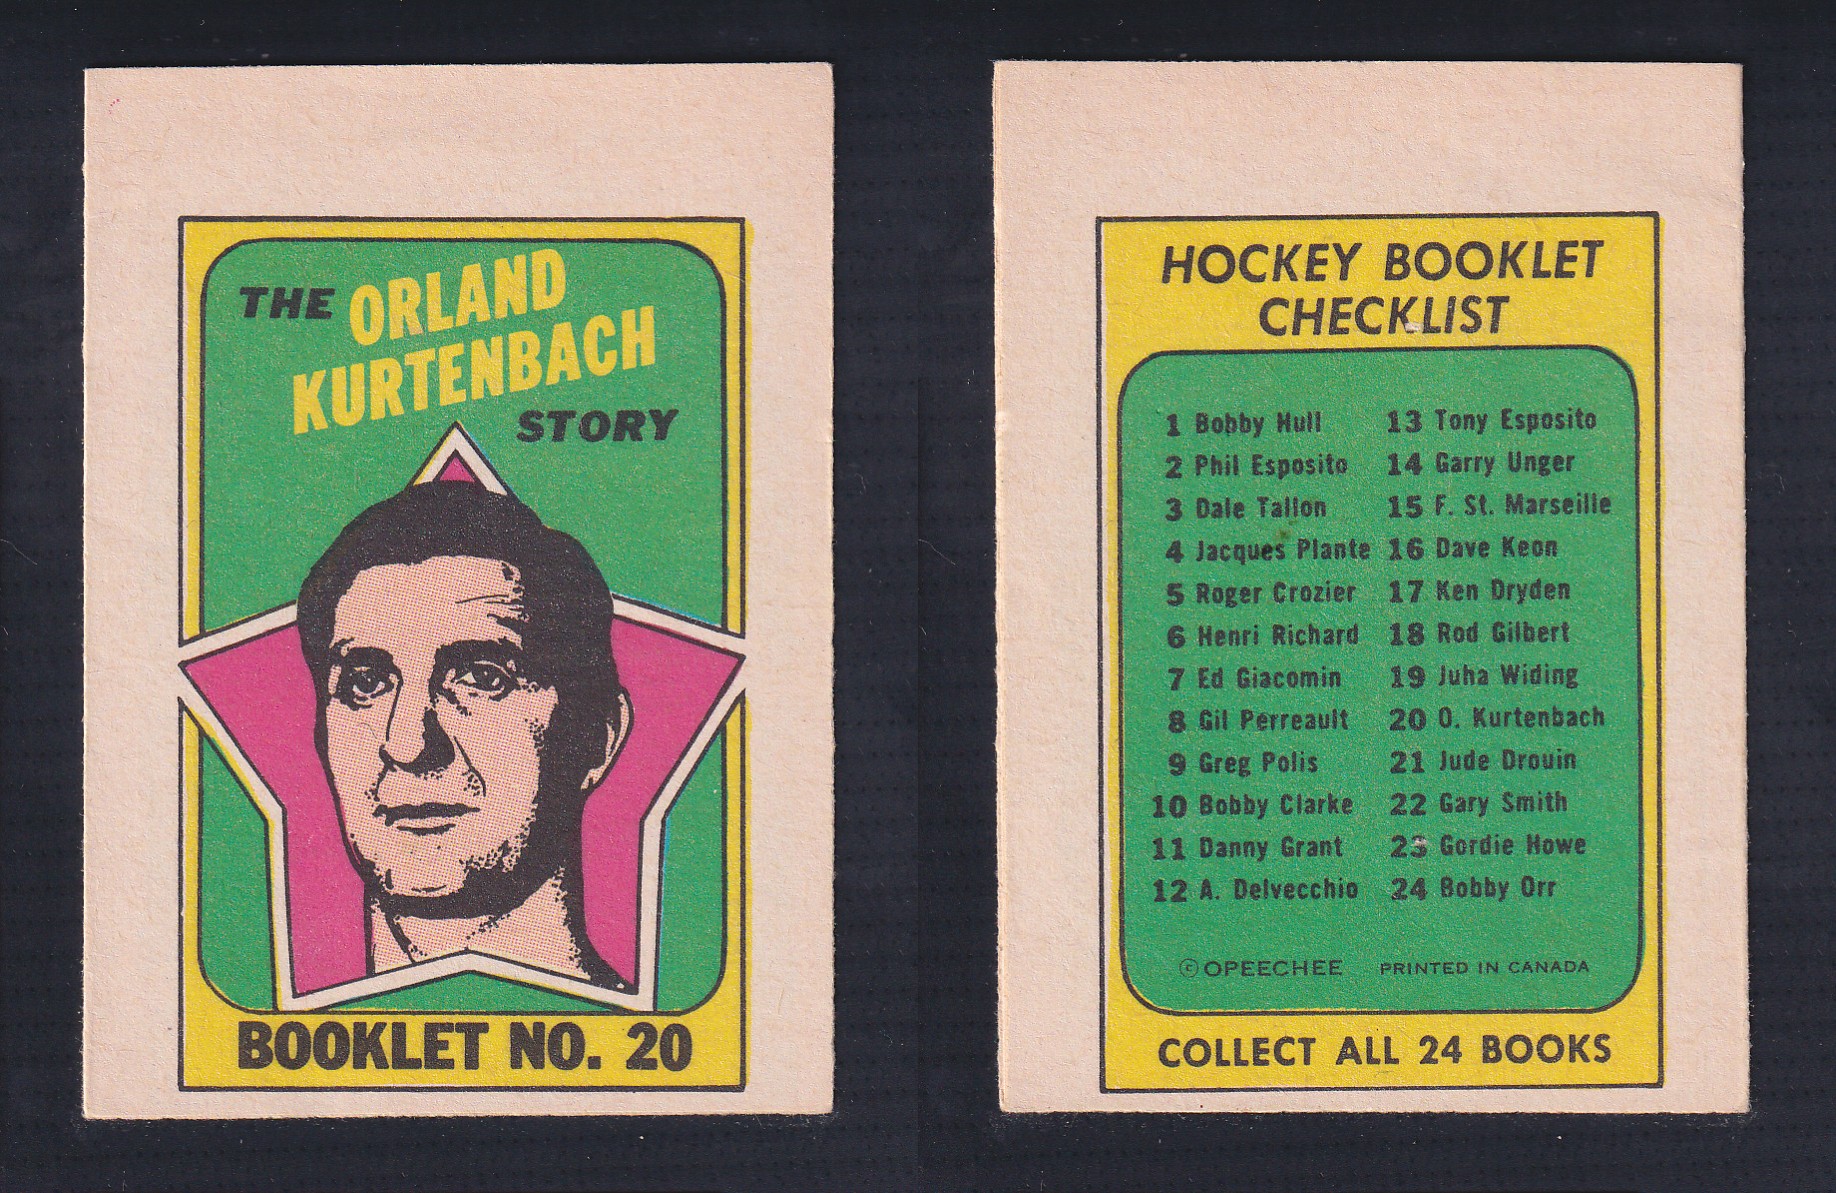 THE ORLAND
KURTENBACH
STORY
BOOKLET NO. 20
HOCKEY BOOKLET
CHECKLIST
1 Bobby Hull
2 Phil Esposito
3 Dale Tallon
4 Jacques Plante
5 Roger Crozier
6 Henri Richard
7 Ed Giacomin
8 Gil Perreault
9 Greg Polis
10 Bobby Clarke
11 Danny Grant
12 A. Delvecchio
13 Tony Esposito
14 Garry Unger
15 F. St. Marseille
16 Dave Keon
17 Ken Dryden
18 Rod Gilbert
19 Juha Widing
20 O. Kurtenbach
21 Jude Drouin
22 Gary Smith
23 Gordie Howe
24 Bobby Orr
© OPEECHEE PRINTED IN CANADA
COLLECT ALL 24 BOOKS